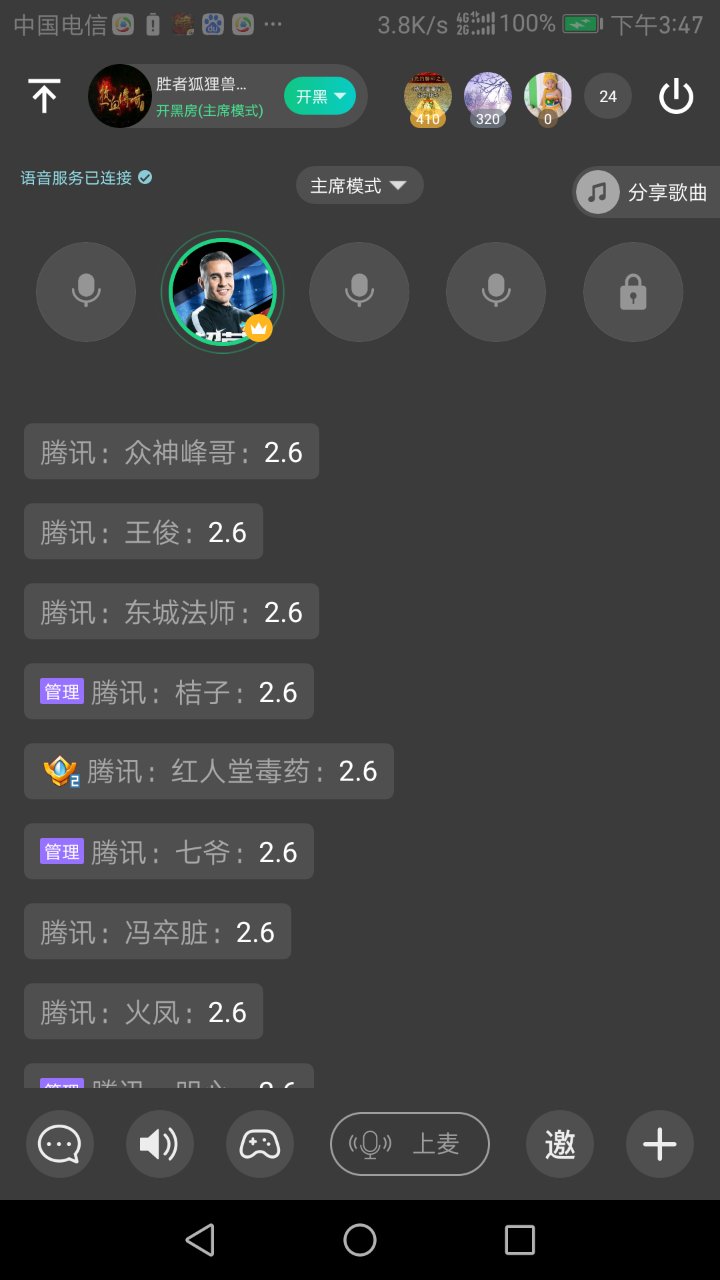 中国电信
3.8K/s 4G 2G 100% 下午3:47
胜者狐狸兽...
开黑房(主席模式)
开黑
410
320
0
24
语音服务已连接
主席模式
分享歌曲
腾讯：众神峰哥：2.6
腾讯：王俊：2.6
腾讯：东城法师：2.6
管理 腾讯：桔子：2.6
2 腾讯：红人堂毒药：2.6
管理 腾讯：七爷：2.6
腾讯：冯卒脏：2.6
腾讯：火凤：2.6
管理 腾讯：明心：2.6
上麦
邀